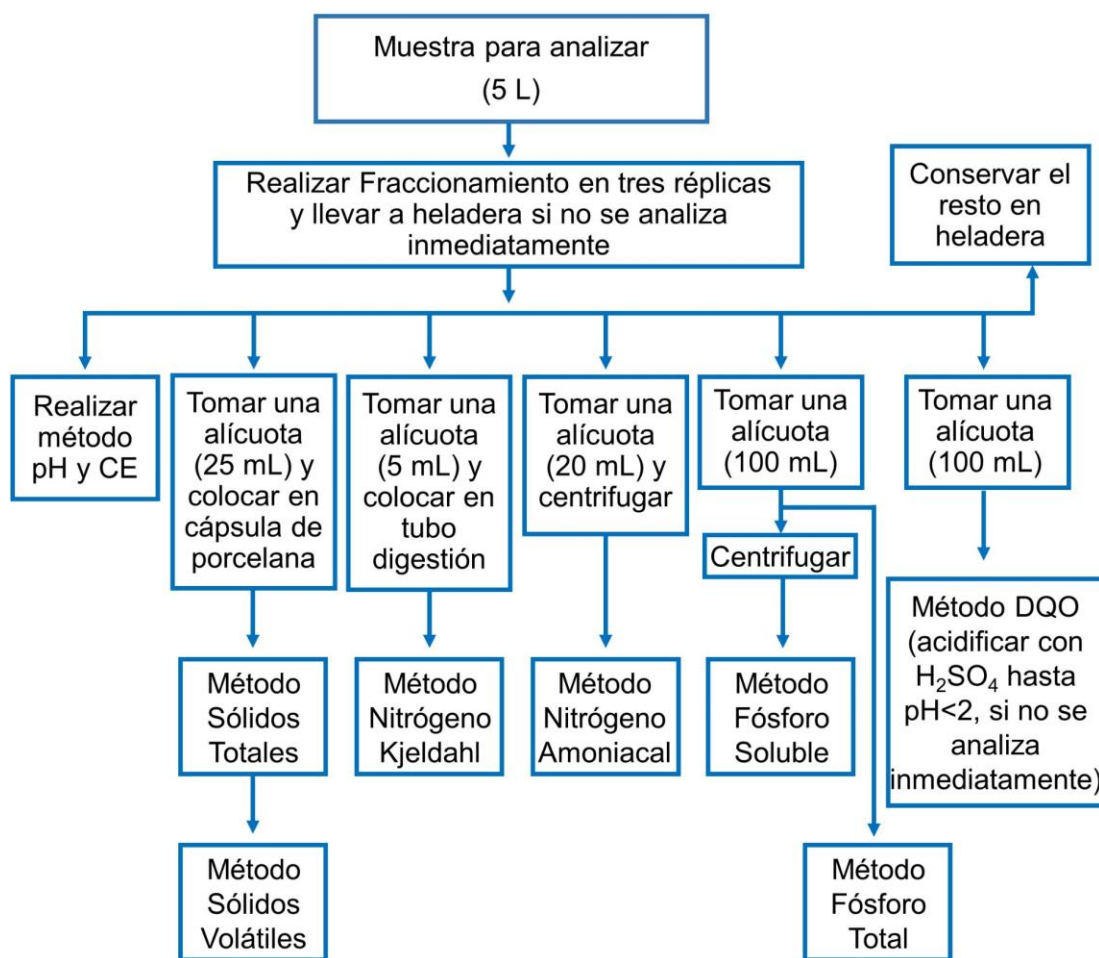 Muestra para analizar
(5 L)
Realizar Fraccionamiento en tres réplicas
y llevar a heladera si no se analiza
inmediatamente
Conservar el
resto en
heladera
Realizar
método
pH y CE
Tomar una
alícuota
(25 mL) y
colocar en
cápsula de
porcelana
Tomar una
alícuota
(5 mL) y
colocar en
tubo
digestión
Tomar una
alícuota
(20 mL) y
centrifugar
Tomar una
alícuota
(100 mL)
Tomar una
alícuota
(100 mL)
Centrifugar
Método
Sólidos
Totales
Método
Nitrógeno
Kjeldahl
Método
Nitrógeno
Amoniacal
Método
Fósforo
Soluble
Método DQO
(acidificar con
H₂SO₄ hasta
pH<2, si no se
analiza
inmediatamente)
Método
Sólidos
Volátiles
Método
Fósforo
Total